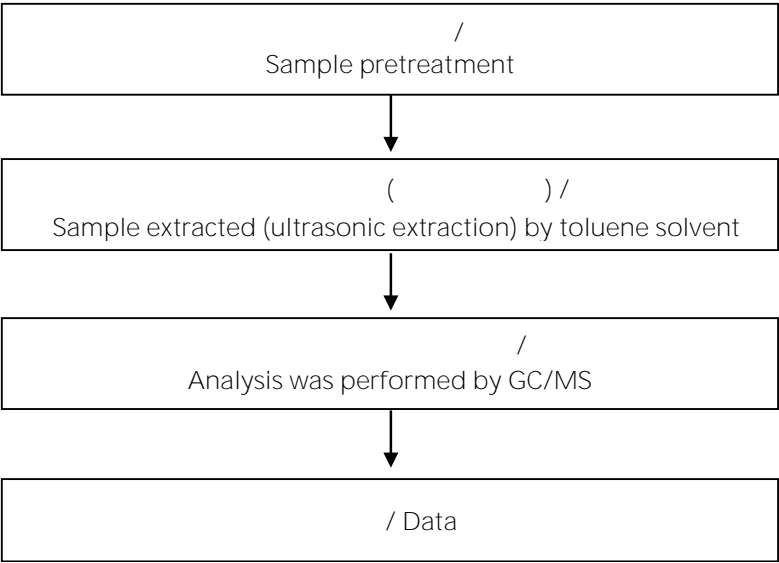 /
Sample pretreatment
( ) /
Sample extracted (ultrasonic extraction) by toluene solvent
/
Analysis was performed by GC/MS
/ Data